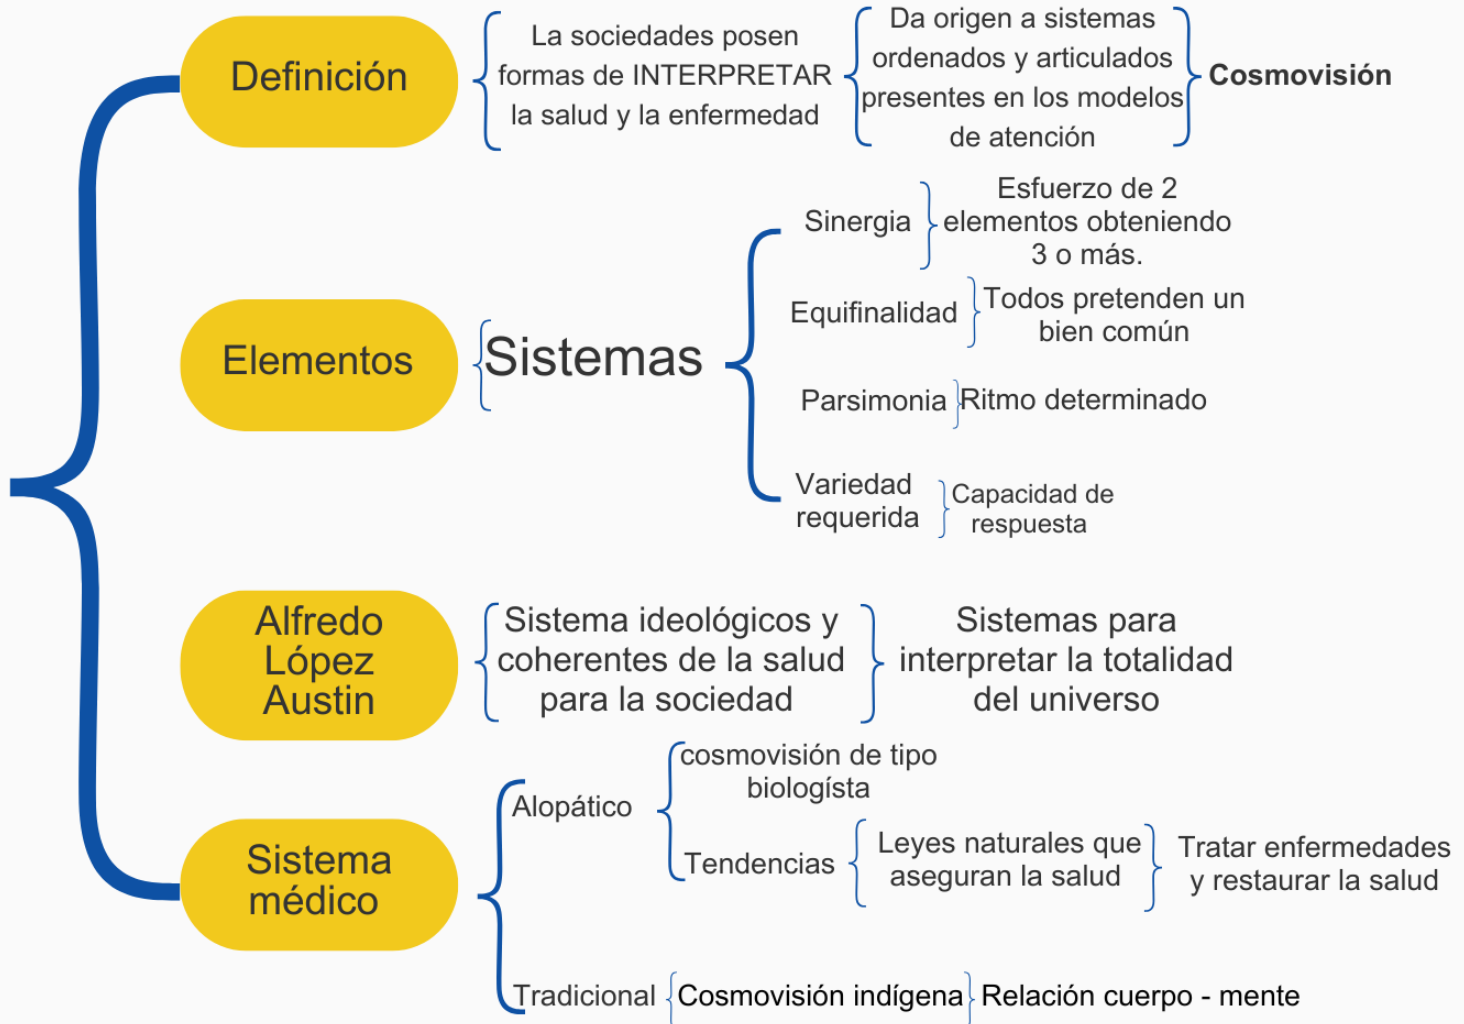 Definición
La sociedades posen
formas de INTERPRETAR
la salud y la enfermedad
Da origen a sistemas
ordenados y articulados
presentes en los modelos
de atención
Cosmovisión
Elementos
Sistemas
Sinergia
Esfuerzo de 2
elementos obteniendo
3 o más.
Equifinalidad
Todos pretenden un
bien común
Parsimonia
Ritmo determinado
Variedad
requerida
Capacidad de
respuesta
Alfredo
López
Austin
Sistema ideológicos y
coherentes de la salud
para la sociedad
Sistemas para
interpretar la totalidad
del universo
Sistema
médico
Alopático
cosmovisión de tipo
biologísta
Tendencias
Leyes naturales que
aseguran la salud
Tratar enfermedades
y restaurar la salud
Tradicional
Cosmovisión indígena
Relación cuerpo - mente